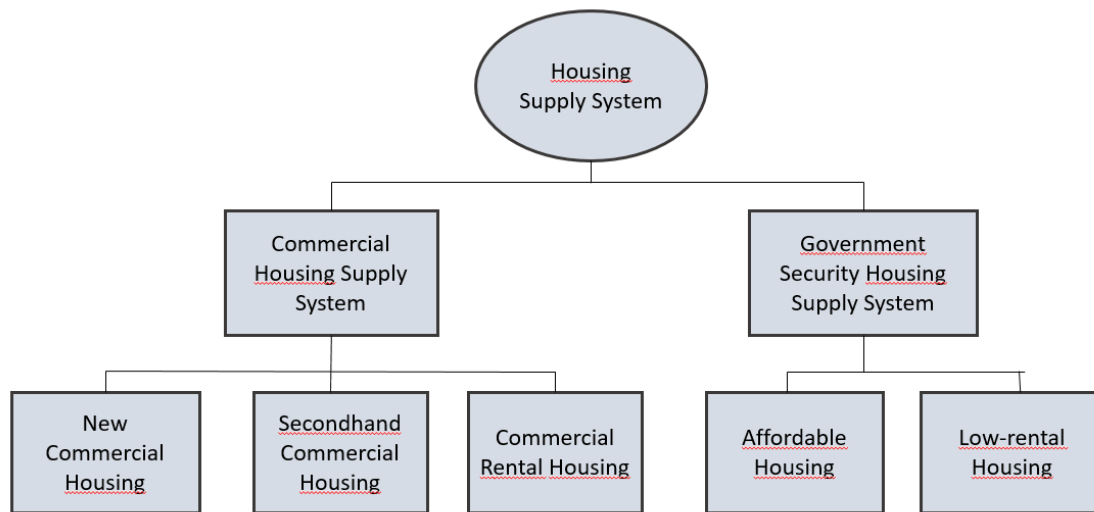 Housing
Supply System
Commercial
Housing Supply
System
Government
Security Housing
Supply System
New
Commercial
Housing
Secondhand
Commercial
Housing
Commercial
Rental Housing
Affordable
Housing
Low-rental
Housing